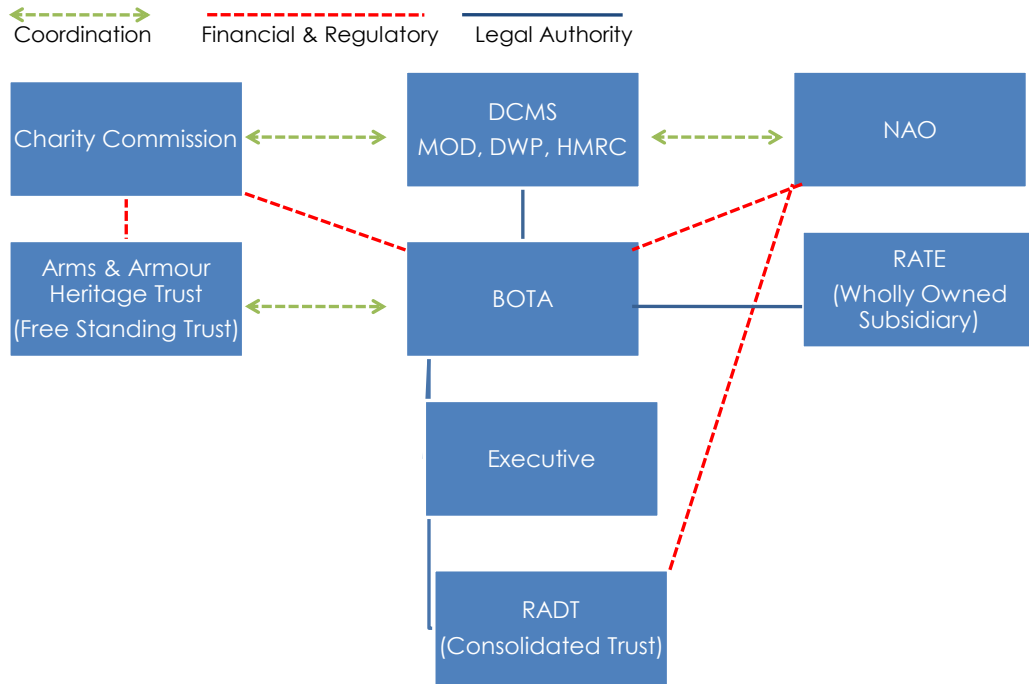 Coordination
Financial & Regulatory
Legal Authority
Charity Commission
DCMS
MOD, DWP, HMRC
NAO
Arms & Armour
Heritage Trust
(Free Standing Trust)
BOTA
RATE
(Wholly Owned
Subsidiary)
Executive
RADT
(Consolidated Trust)